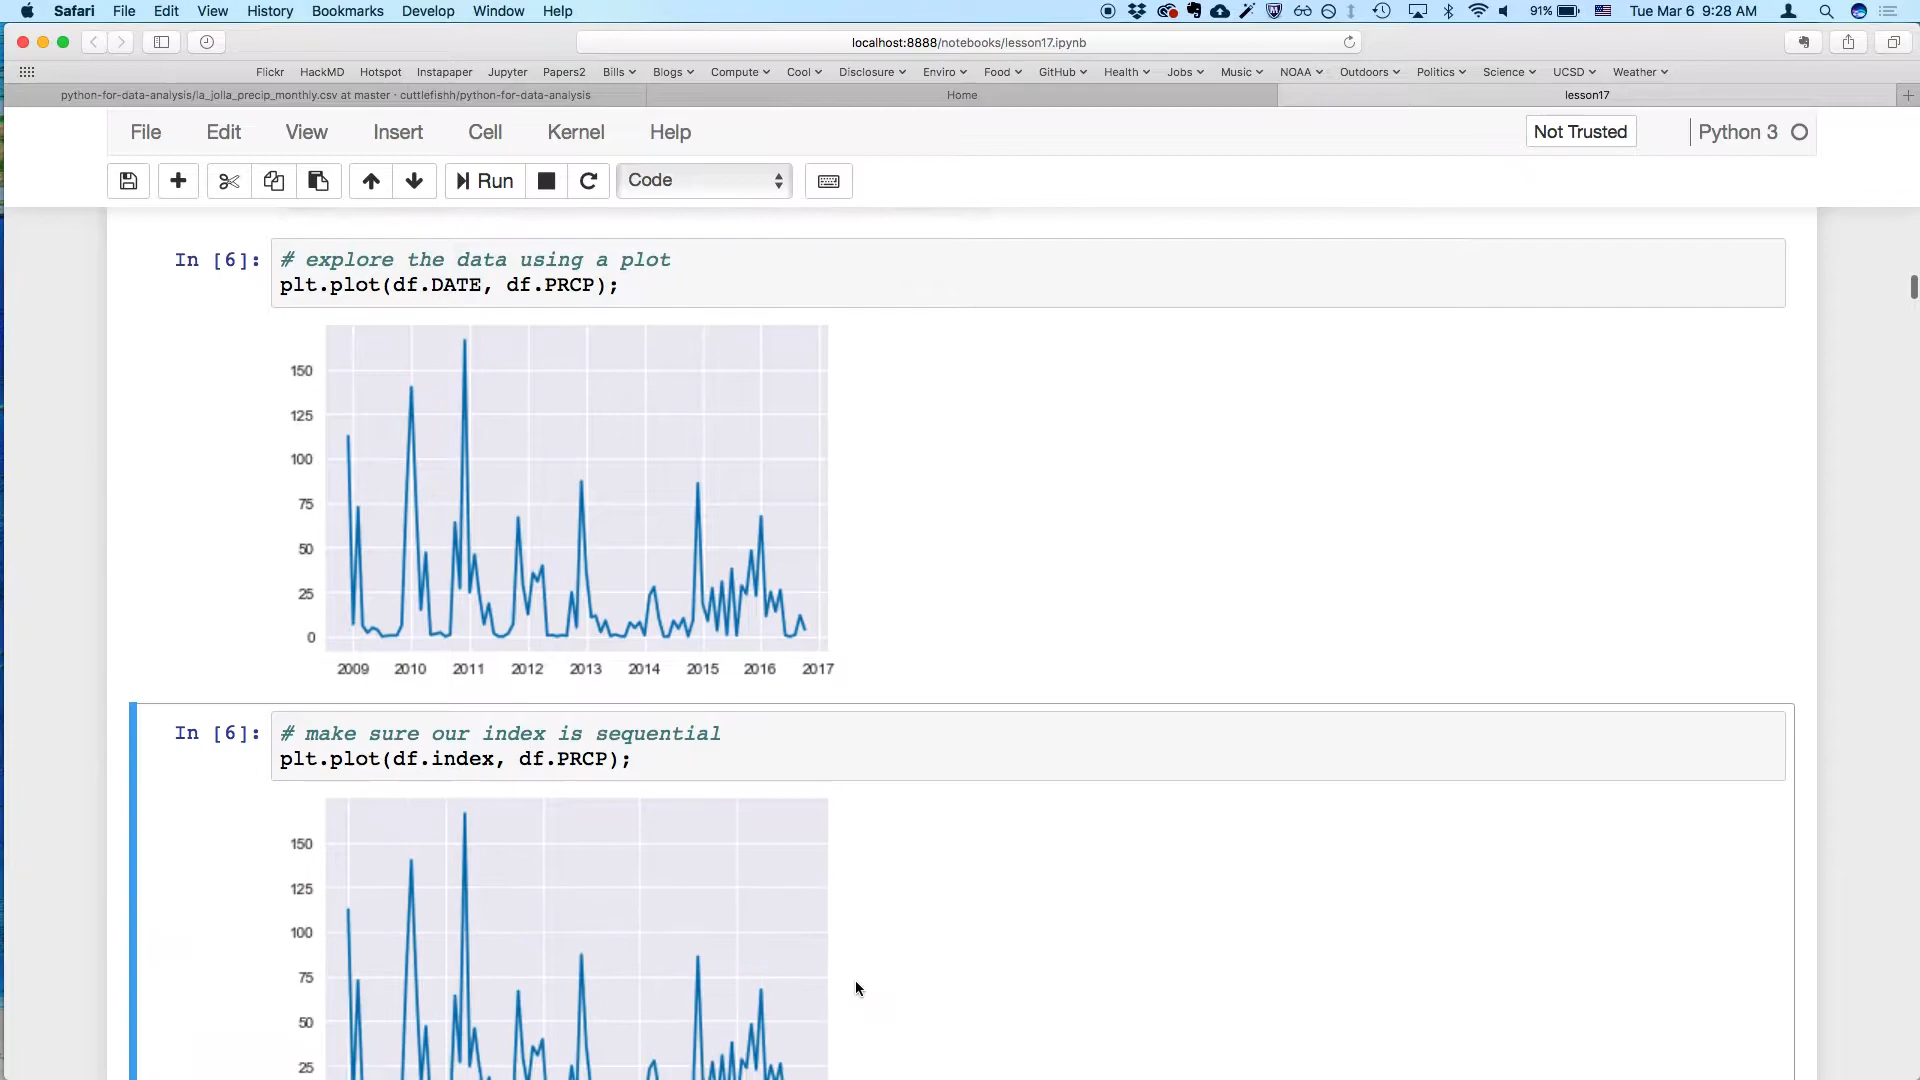 Safari File Edit View History Bookmarks Develop Window Help 91% Tue Mar 6 9:28 AM
localhost:8888/notebooks/lesson17.ipynb
Flickr HackMD Hotspot Instapaper Jupyter Papers2 Bills Blogs Compute Cool Disclosure Enviro Food GitHub Health Jobs Music NOAA Outdoors Politics Science UCSD Weather
python-for-data-analysis/la_jolla_precip_monthly.csv at master · cuttlefishh/python-for-data-analysis Home lesson17
File Edit View Insert Cell Kernel Help Not Trusted Python 3
Run Code
In [6]: # explore the data using a plot
plt.plot(df.DATE, df.PRCP);
150
125
100
75
50
25
0
2009 2010 2011 2012 2013 2014 2015 2016 2017
In [6]: # make sure our index is sequential
plt.plot(df.index, df.PRCP);
150
125
100
75
50
25